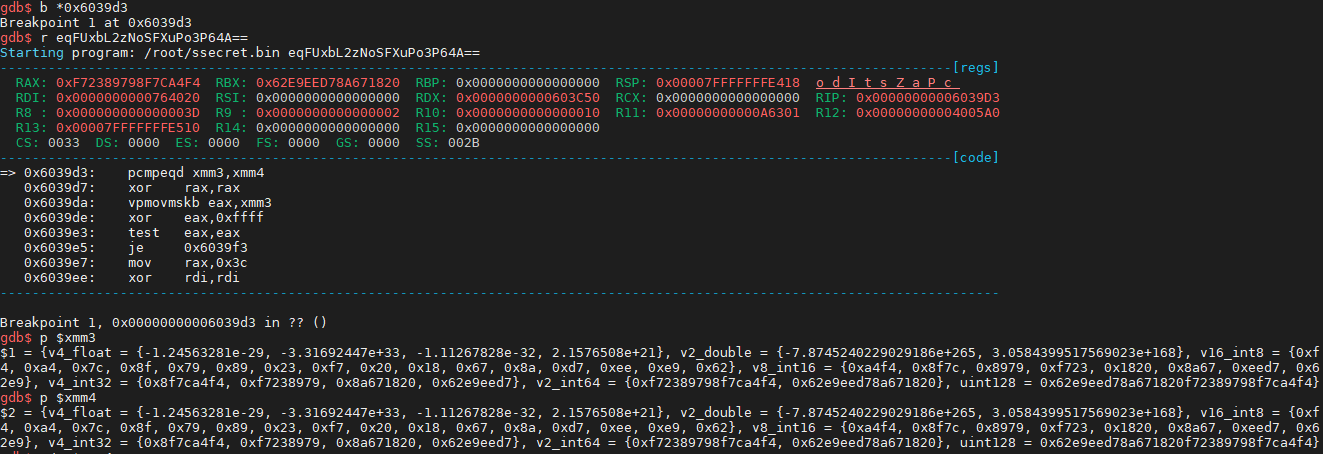 gdb$ b *0x6039d3
Breakpoint 1 at 0x6039d3
gdb$ r eqFUxbL2zNoSFXuPo3P64A==
Starting program: /root/ssecret.bin eqFUxbL2zNoSFXuPo3P64A==
[regs]
RAX: 0xF72389798F7CA4F4 RBX: 0x62E9EED78A671820 RBP: 0x0000000000000000 RSP: 0x00007FFFFFFFE418 o d I t s Z a P c
RDI: 0x0000000000764020 RSI: 0x0000000000000000 RDX: 0x0000000000603C50 RCX: 0x0000000000000000 RIP: 0x00000000006039D3
R8 : 0x000000000000003D R9 : 0x0000000000000002 R10: 0x0000000000000010 R11: 0x00000000000A6301 R12: 0x00000000004005A0
R13: 0x00007FFFFFFFE510 R14: 0x0000000000000000 R15: 0x0000000000000000
CS: 0033 DS: 0000 ES: 0000 FS: 0000 GS: 0000 SS: 002B
[code]
=> 0x6039d3: pcmpeqd xmm3,xmm4
0x6039d7: xor rax,rax
0x6039da: vpmovmskb eax,xmm3
0x6039de: xor eax,0xffff
0x6039e3: test eax,eax
0x6039e5: je 0x6039f3
0x6039e7: mov rax,0x3c
0x6039ee: xor rdi,rdi
Breakpoint 1, 0x00000000006039d3 in ?? ()
gdb$ p $xmm3
$1 = {v4_float = {-1.24563281e-29, -3.31692447e+33, -1.11267828e-32, 2.1576508e+21}, v2_double = {-7.8745240229029186e+265, 3.0584399517569023e+168}, v16_int8 = {0xf
4, 0xa4, 0x7c, 0x8f, 0x79, 0x89, 0x23, 0xf7, 0x20, 0x18, 0x67, 0x8a, 0xd7, 0xee, 0xe9, 0x62}, v8_int16 = {0xa4f4, 0x8f7c, 0x8979, 0xf723, 0x1820, 0x8a67, 0xeed7, 0x6
2e9}, v4_int32 = {0x8f7ca4f4, 0xf7238979, 0x8a671820, 0x62e9eed7}, v2_int64 = {0xf72389798f7ca4f4, 0x62e9eed78a671820}, uint128 = 0x62e9eed78a671820f72389798f7ca4f4}
gdb$ p $xmm4
$2 = {v4_float = {-1.24563281e-29, -3.31692447e+33, -1.11267828e-32, 2.1576508e+21}, v2_double = {-7.8745240229029186e+265, 3.0584399517569023e+168}, v16_int8 = {0xf
4, 0xa4, 0x7c, 0x8f, 0x79, 0x89, 0x23, 0xf7, 0x20, 0x18, 0x67, 0x8a, 0xd7, 0xee, 0xe9, 0x62}, v8_int16 = {0xa4f4, 0x8f7c, 0x8979, 0xf723, 0x1820, 0x8a67, 0xeed7, 0x6
2e9}, v4_int32 = {0x8f7ca4f4, 0xf7238979, 0x8a671820, 0x62e9eed7}, v2_int64 = {0xf72389798f7ca4f4, 0x62e9eed78a671820}, uint128 = 0x62e9eed78a671820f72389798f7ca4f4}